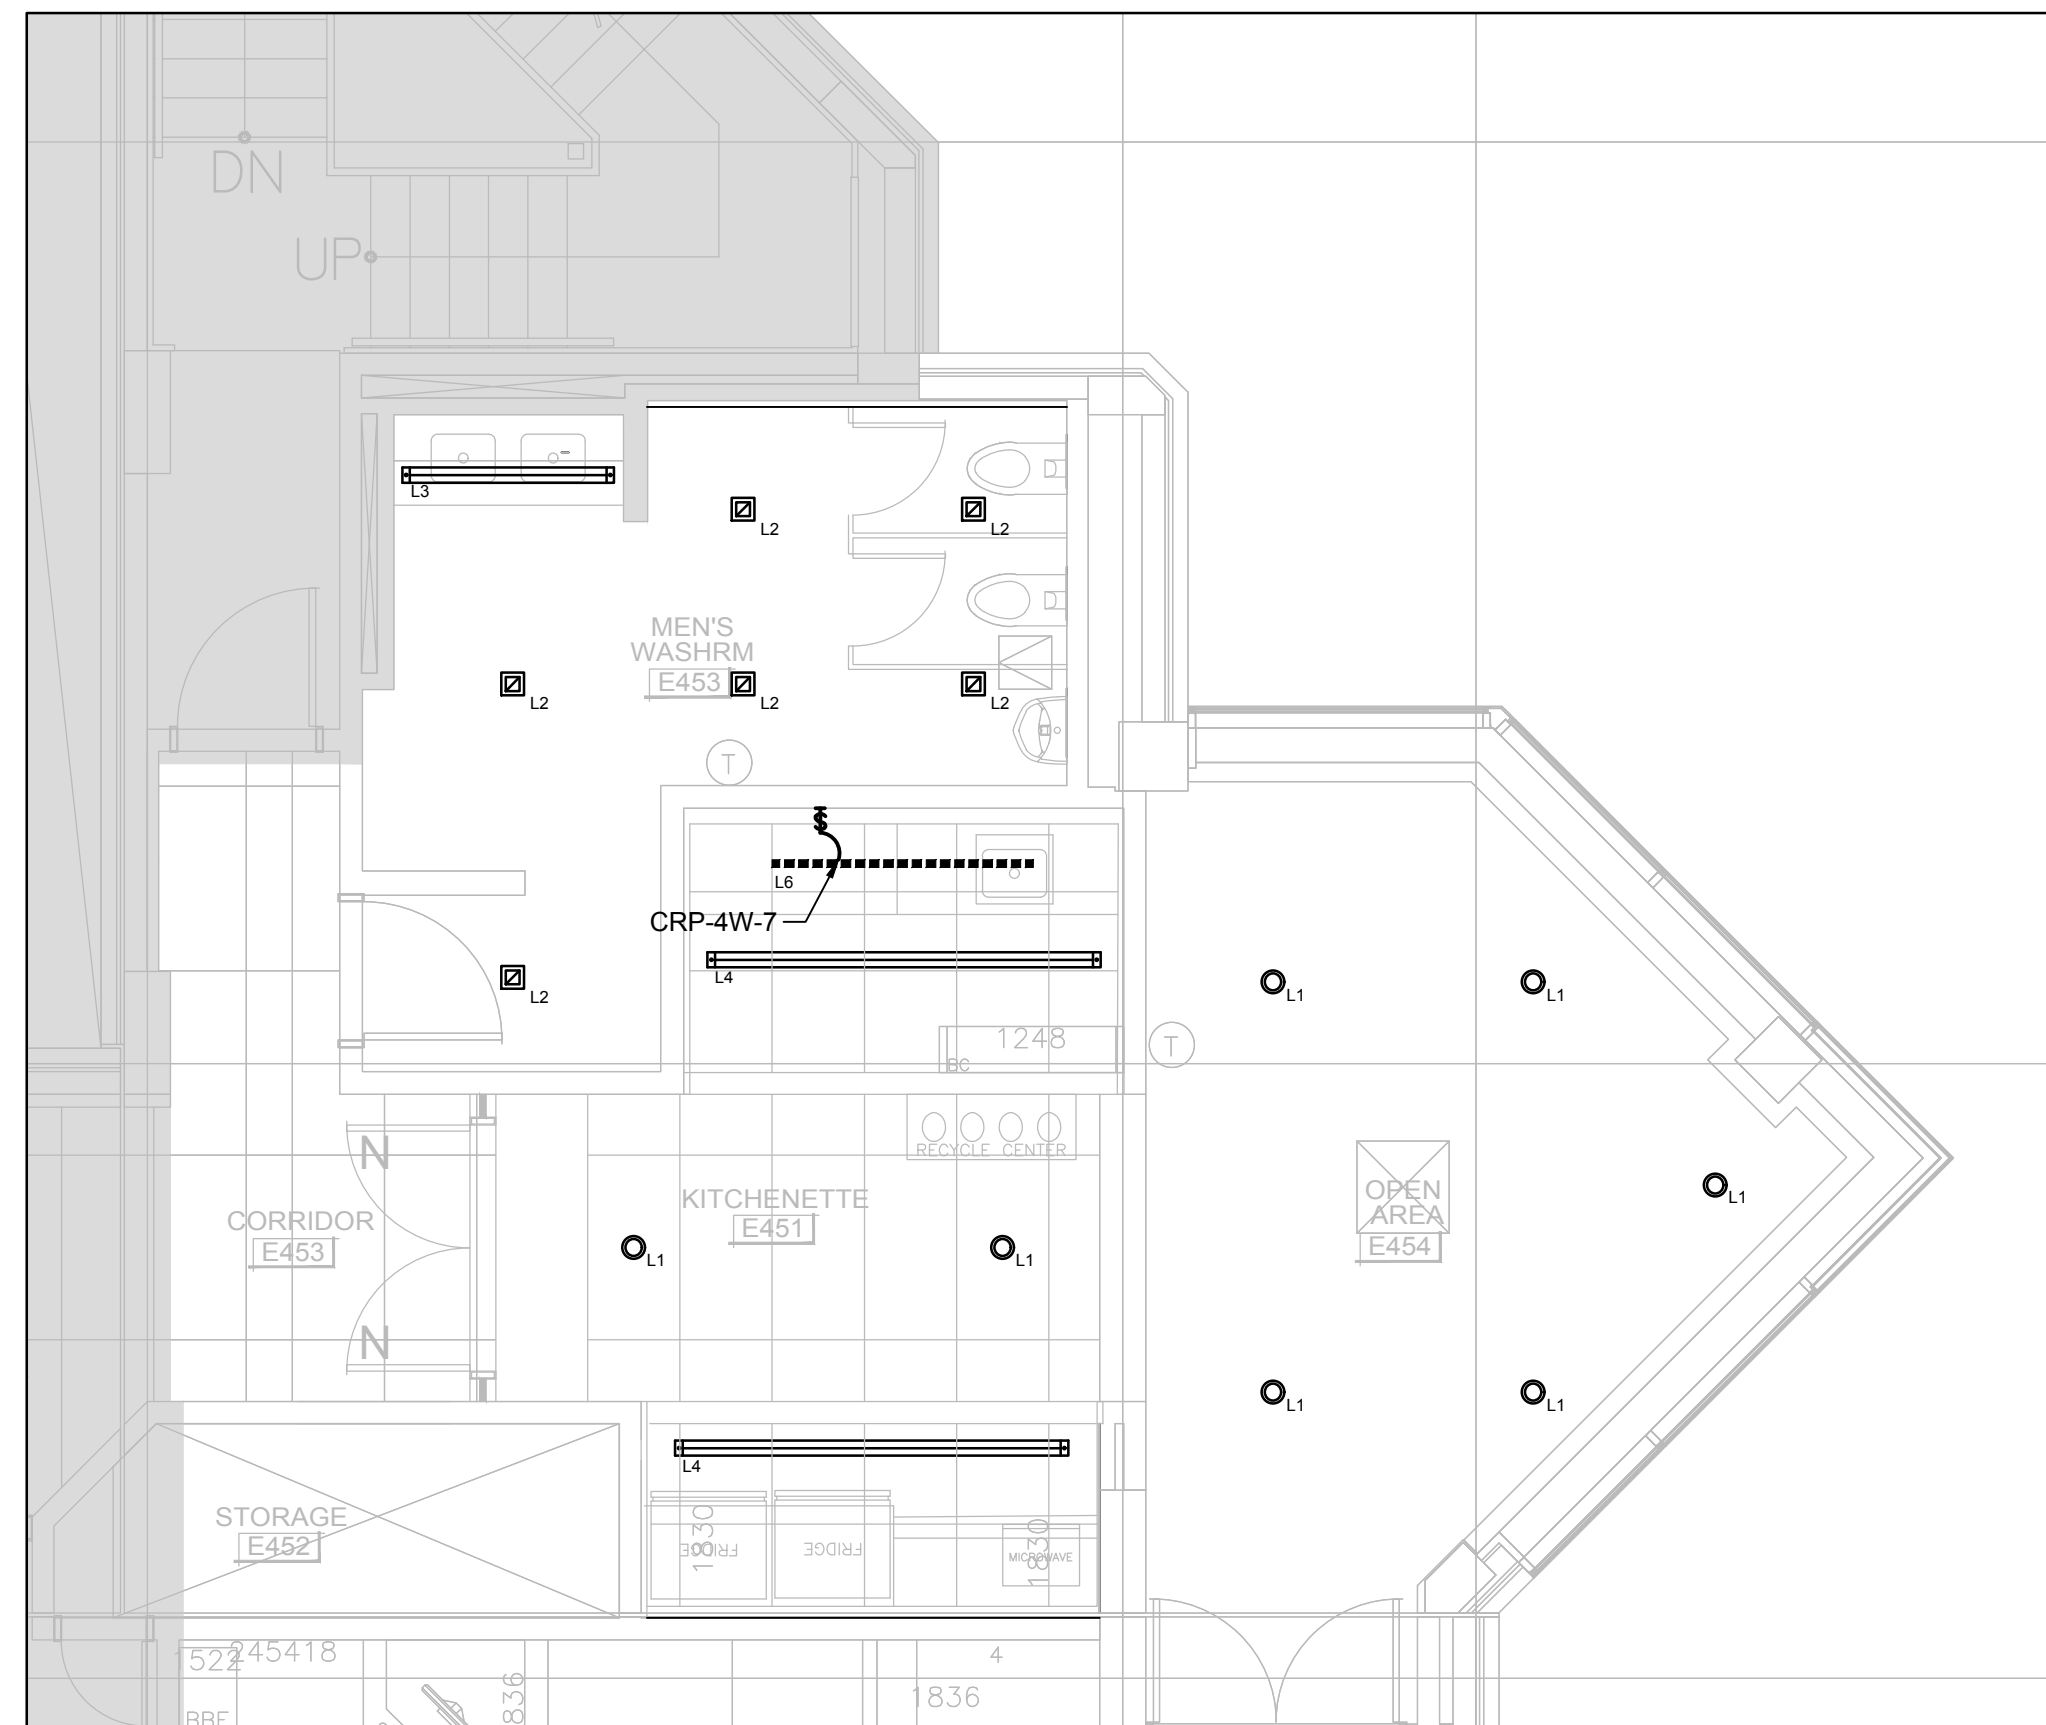 DN
UP
L3
L2
L2
MEN'S
WASHRM
E453
L2
L2
L2
T
$
L6
CRP-4W-7
L4
L2
L1
L1
1248
BC
T
RECYCLE CENTER
N
KITCHENETTE
E451
OPEN
AREA
E454
L1
CORRIDOR
E453
L1
L1
N
L1
L1
L4
STORAGE
E452
1830
FRIDGE
FRIDGE
1830
MICROWAVE
1522
245418
4
836
1836
BBF